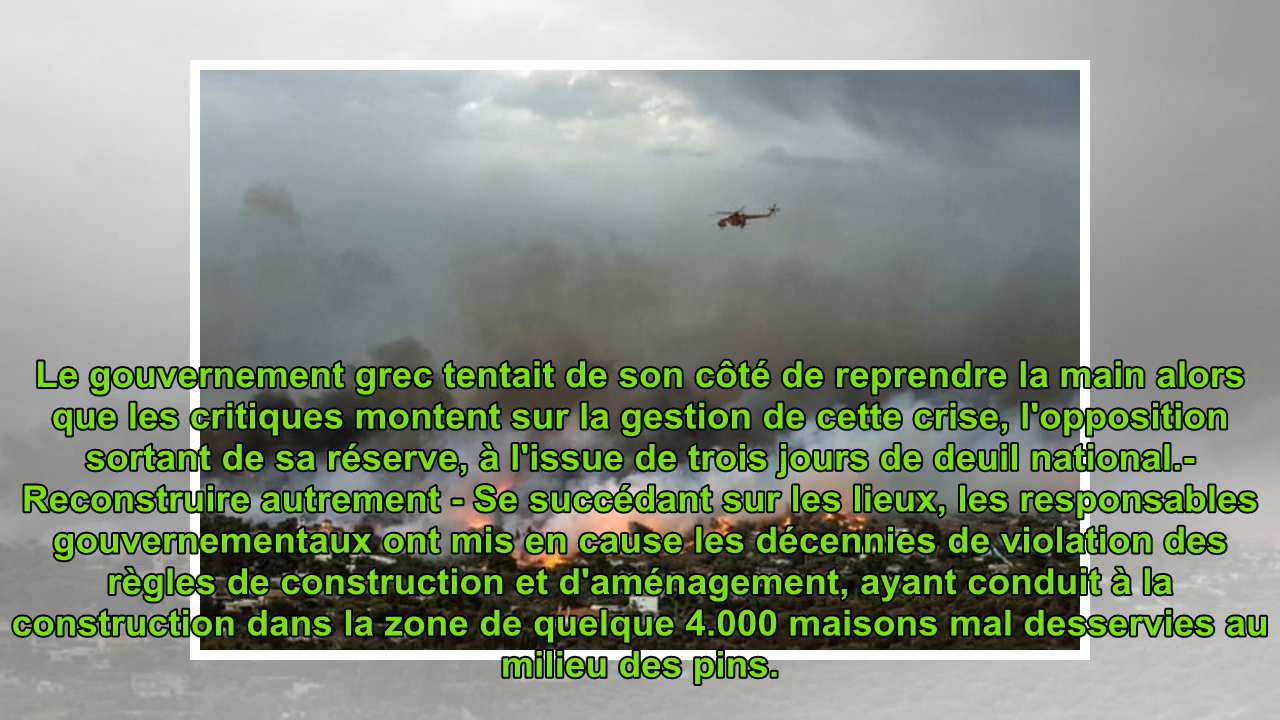 Le gouvernement grec tentait de son côté de reprendre la main alors
que les critiques montent sur la gestion de cette crise, l'opposition
sortant de sa réserve, à l'issue de trois jours de deuil national.-
Reconstruire autrement - Se succédant sur les lieux, les responsables
gouvernementaux ont mis en cause les décennies de violation des
règles de construction et d'aménagement, ayant conduit à la
construction dans la zone de quelque 4.000 maisons mal desservies au
milieu des pins.